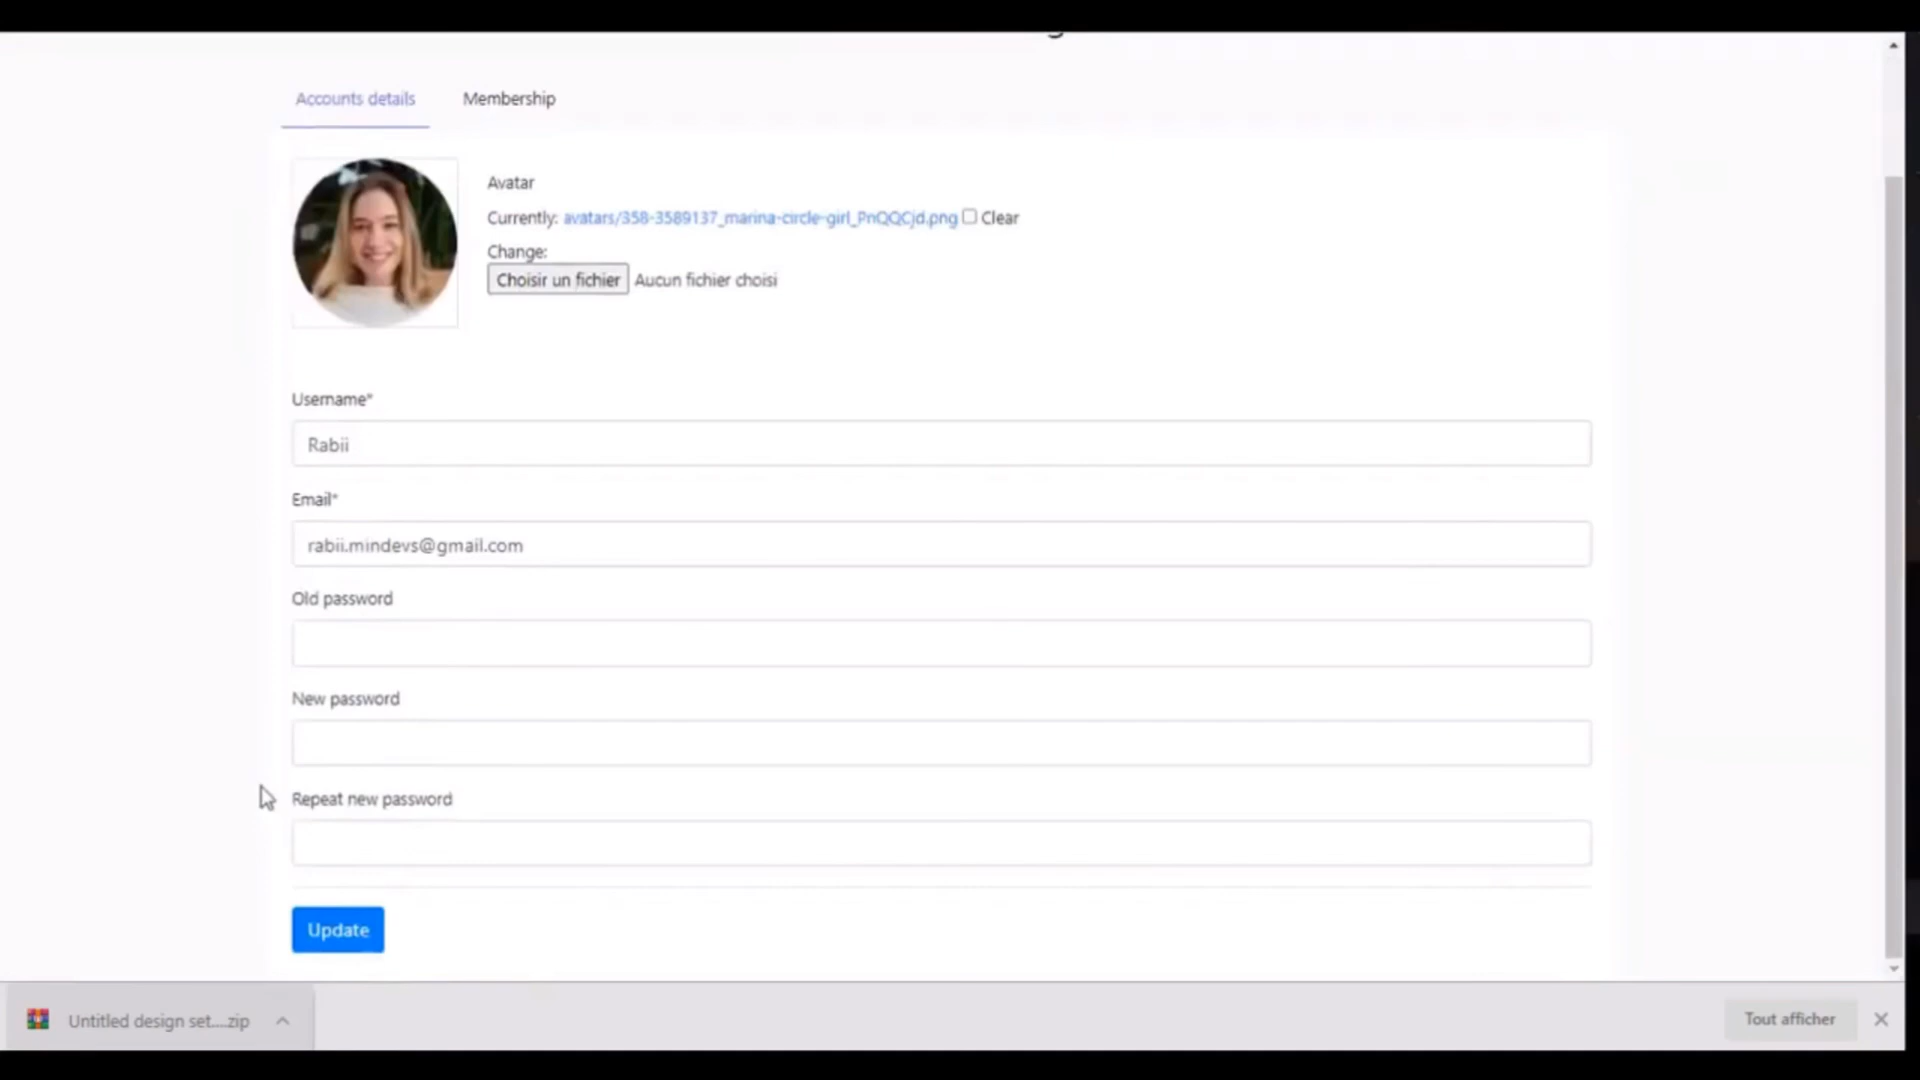 Accounts details Membership
Avatar
Currently: avatars/358-3589137_marina-circle-girl_PnQQCjd.png Clear
Change:
Choisir un fichier Aucun fichier choisi
Username*
Rabii
Email*
rabii.mindevs@gmail.com
Old password
New password
Repeat new password
Update
Untitled design set....zip
Tout afficher